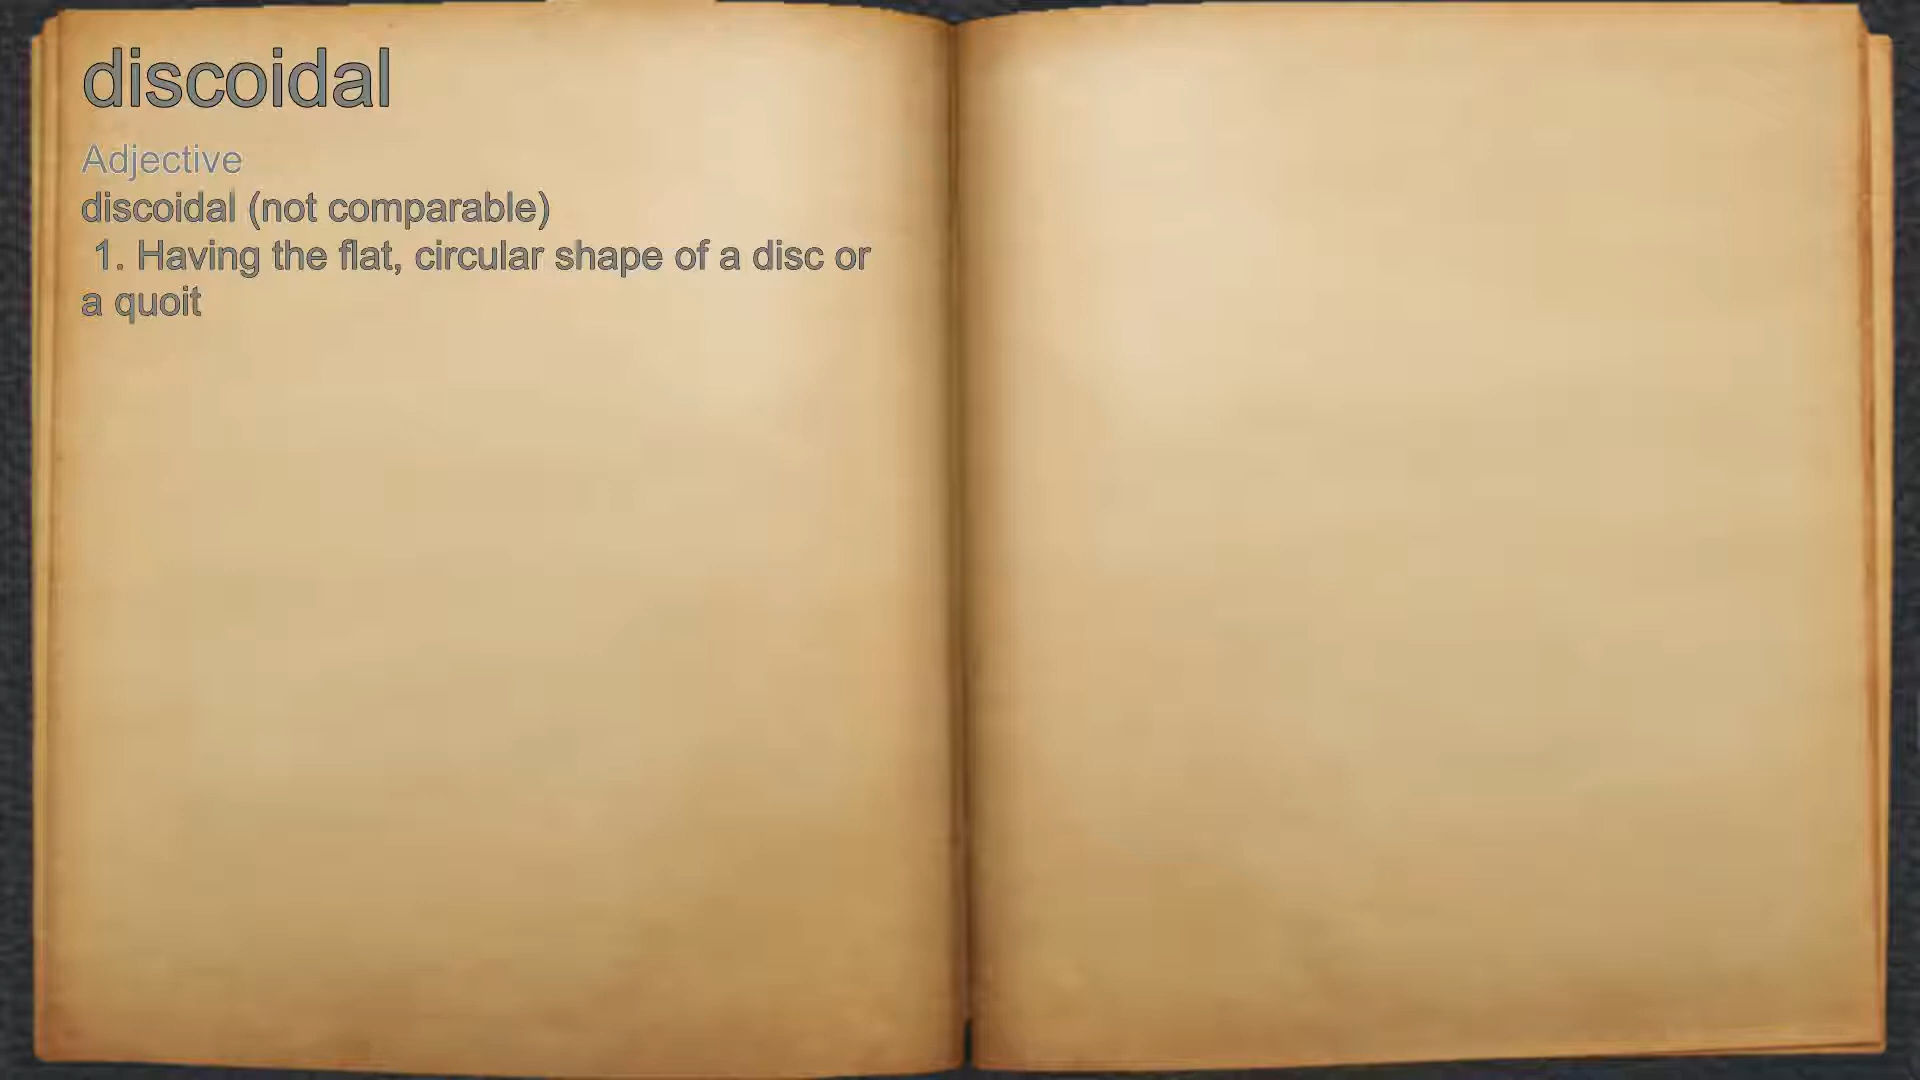 discoidal
Adjective
discoidal (not comparable)
1. Having the flat, circular shape of a disc or
a quoit